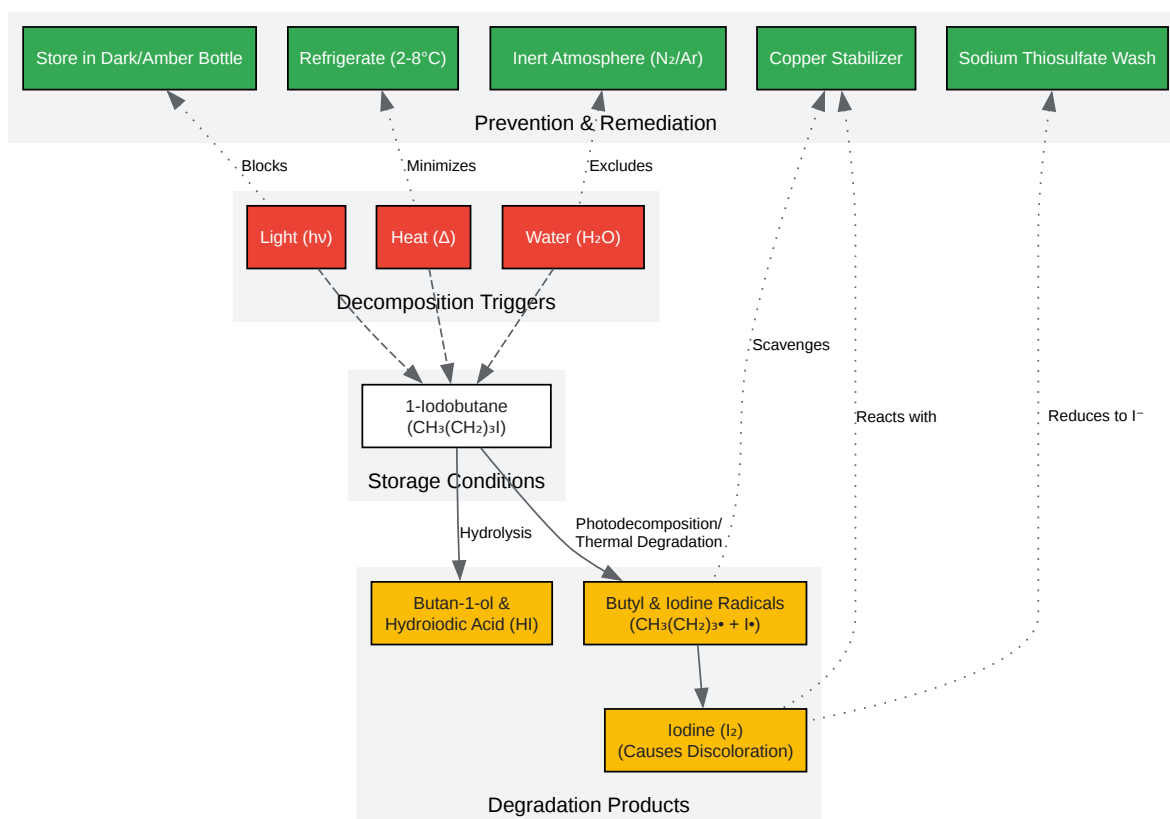 Store in Dark/Amber Bottle
Refrigerate (2-8°C)
Inert Atmosphere (N₂/Ar)
Copper Stabilizer
Sodium Thiosulfate Wash
Prevention & Remediation
Blocks
Minimizes
Excludes
Light (hν)
Heat (Δ)
Water (H₂O)
Decomposition Triggers
Scavenges
1-Iodobutane
(CH₃(CH₂)₃I)
Reacts with
Reduces to I⁻
Storage Conditions
Hydrolysis
Photodecomposition/
Thermal Degradation
Butan-1-ol &
Hydroiodic Acid (HI)
Butyl & Iodine Radicals
(CH₃(CH₂)₃• + I•)
Iodine (I₂)
(Causes Discoloration)
Degradation Products